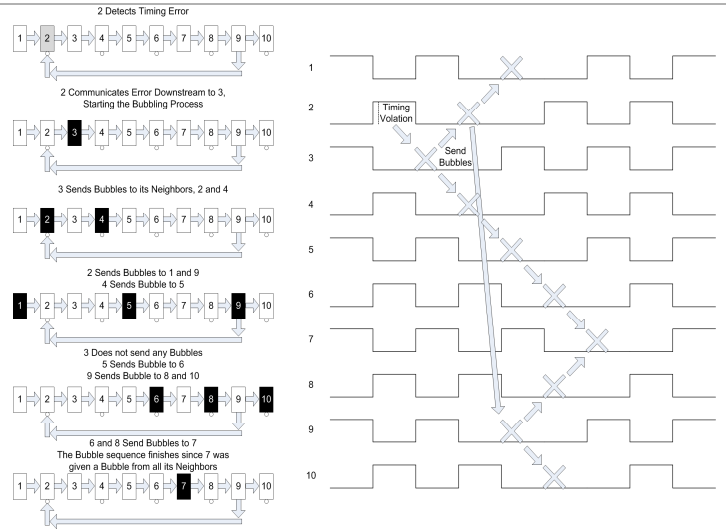 2 Detects Timing Error
1 2 3 4 5 6 7 8 9 10
2 Communicates Error Downstream to 3,
Starting the Bubbling Process
1 2 3 4 5 6 7 8 9 10
3 Sends Bubbles to its Neighbors, 2 and 4
1 2 3 4 5 6 7 8 9 10
2 Sends Bubbles to 1 and 9
4 Sends Bubble to 5
1 2 3 4 5 6 7 8 9 10
3 Does not send any Bubbles
5 Sends Bubble to 6
9 Sends Bubble to 8 and 10
1 2 3 4 5 6 7 8 9 10
6 and 8 Send Bubbles to 7
The Bubble sequence finishes since 7 was
given a Bubble from all its Neighbors
1 2 3 4 5 6 7 8 9 10
1
2
Timing
Volation
3
Send
Bubbles
4
5
6
7
8
9
10